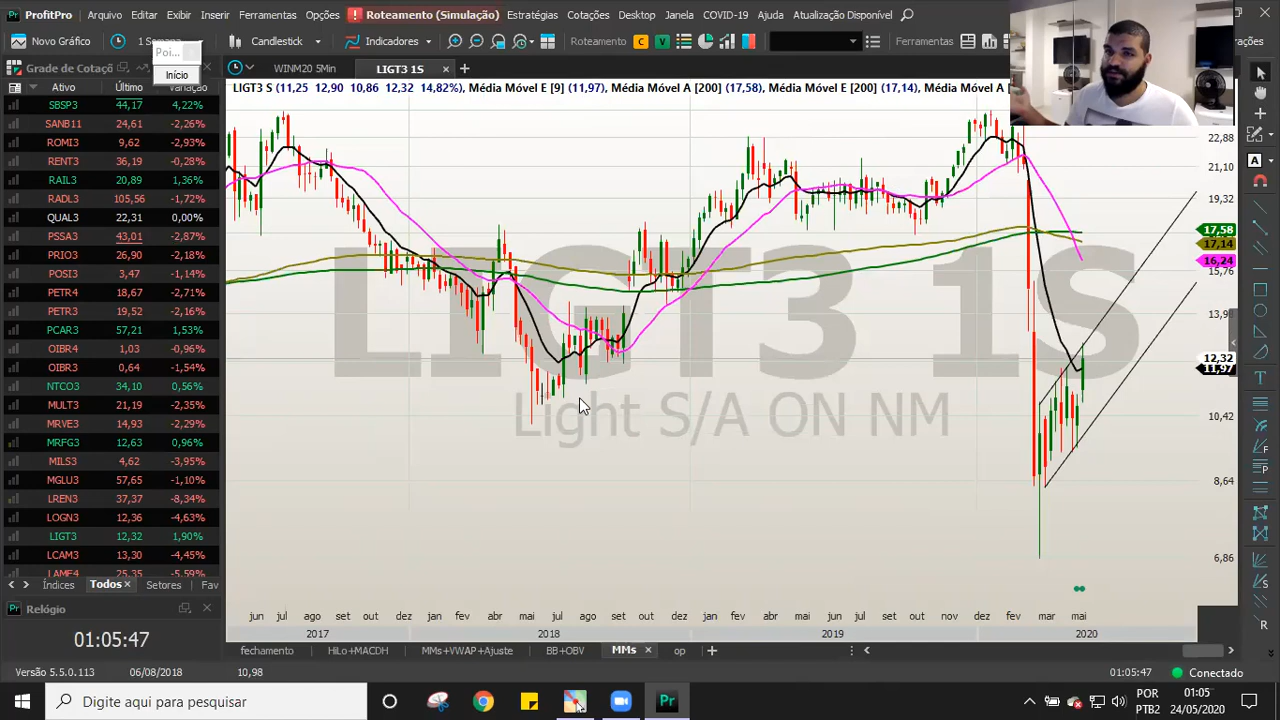 ProfitPro Arquivo Editar Exibir Inserir Ferramentas Opções Roteamento (Simulação) Estratégias Cotações Desktop Janela COVID-19 Ajuda Atualização Disponível
Novo Gráfico 1 Semana Candlestick Indicadores Roteamento C V Ferramentas
Poi...
Início
Grade de Cotaçõ
WINM20 5Min LIGT3 1S
Ativo Último Variação
LIGT3 S (11,25 12,90 10,86 12,32 14,82%), Média Móvel E [9] (11,97), Média Móvel A [200] (17,58), Média Móvel E [200] (17,14), Média Móvel A [
SBSP3 44,17 4,22%
SANB11 24,61 -2,26%
ROMI3 9,62 -2,93%
RENT3 36,19 -0,28%
RAIL3 20,89 1,36%
RADL3 105,56 -1,72%
QUAL3 22,31 0,00%
PSSA3 43,01 -2,87%
PRIO3 26,90 -2,18%
POSI3 3,47 -1,14%
PETR4 18,67 -2,71%
PETR3 19,52 -2,16%
PCAR3 57,21 1,53%
OIBR4 1,03 -0,96%
OIBR3 0,64 -1,54%
NTCO3 34,10 0,56%
MULT3 21,19 -2,35%
MRVE3 14,93 -2,29%
MRFG3 12,63 0,96%
MILS3 4,62 -3,95%
MGLU3 57,65 -1,10%
LREN3 37,37 -8,34%
LOGN3 12,36 -4,63%
LIGT3 12,32 1,90%
LCAM3 13,30 -4,45%
LAME4 25,35 -5,59%
LIGT3 1S
Light S/A ON NM
22,88
21,10
19,32
17,58
17,14
16,24
15,76
13,98
12,32
11,97
10,42
8,64
6,86
Índices Todos Setores Fav
jun jul ago set out dez jan fev abr mai jul ago set out dez jan fev abr mai jun jul ago set out nov dez fev mar mai
2017 2018 2019 2020
Relógio
01:05:47
fechamento HiLo+MACDH MMs+VWAP+Ajuste BB+OBV MMs op
Versão 5.5.0.113 06/08/2018 10,98 01:05:47 Conectado
Digite aqui para pesquisar
Pr
POR
PTB2
01:05
24/05/2020